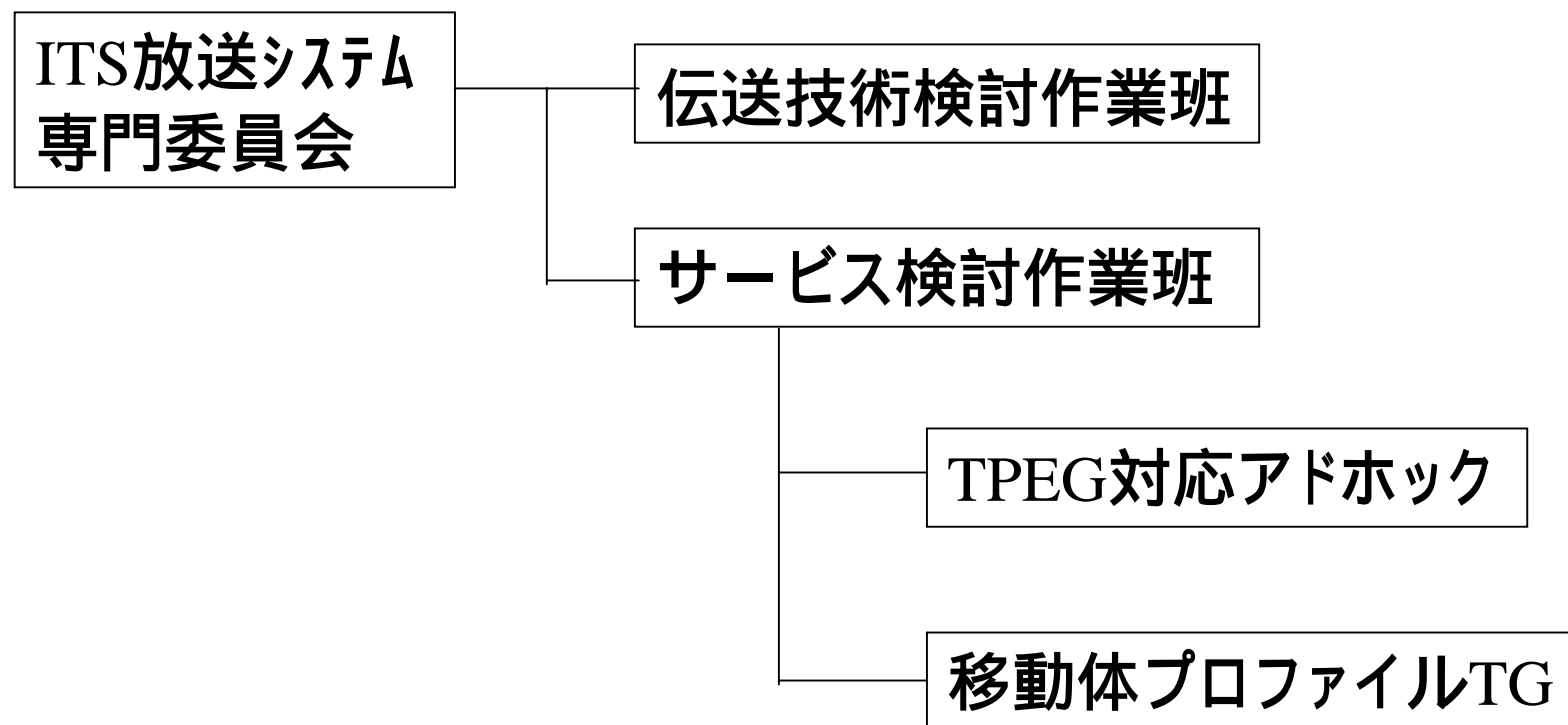 ITS放送システム
専門委員会
伝送技術検討作業班
サービス検討作業班
TPEG対応アドホック
移動体プロファイルTG